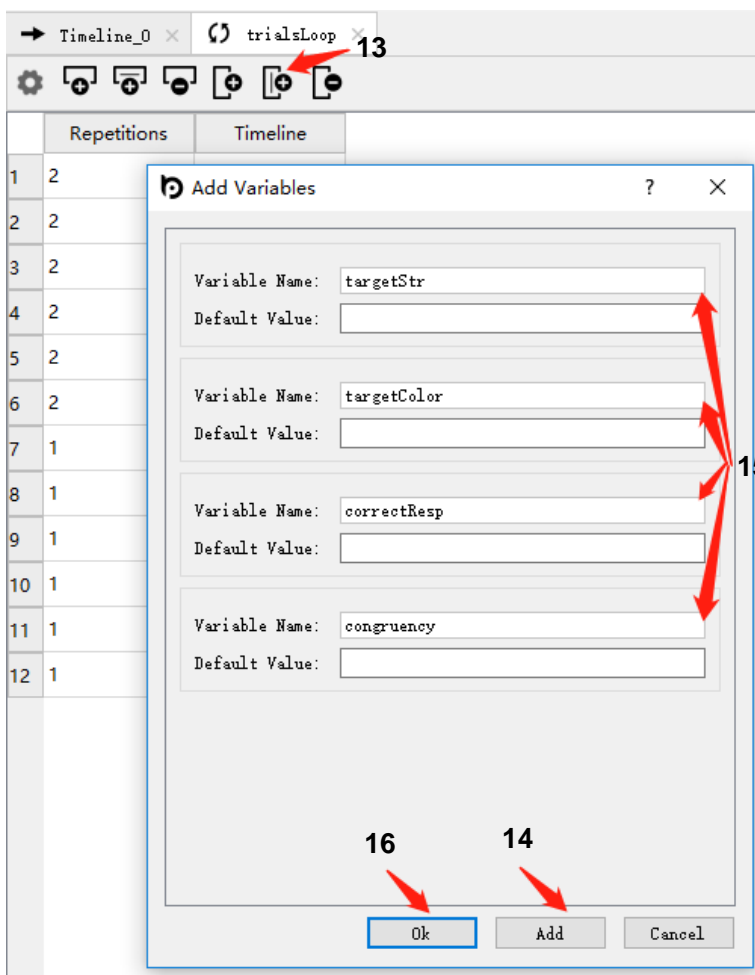 Timeline_0 × trialsLoop ×
13
Repetitions Timeline
1 2
2 2
3 2
4 2
5 2
6 2
7 1
8 1
9 1
10 1
11 1
12 1
Add Variables ? ×
Variable Name: targetStr
Default Value:
Variable Name: targetColor
Default Value:
15
Variable Name: correctResp
Default Value:
Variable Name: congruency
Default Value:
16 14
Ok Add Cancel